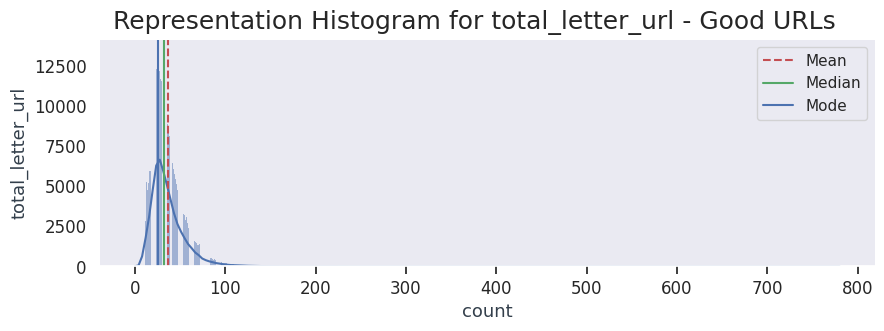 Representation Histogram for total_letter_url - Good URLs
total_letter_url
12500
10000
7500
5000
2500
0
Mean
Median
Mode
0 100 200 300 400 500 600 700 800
count